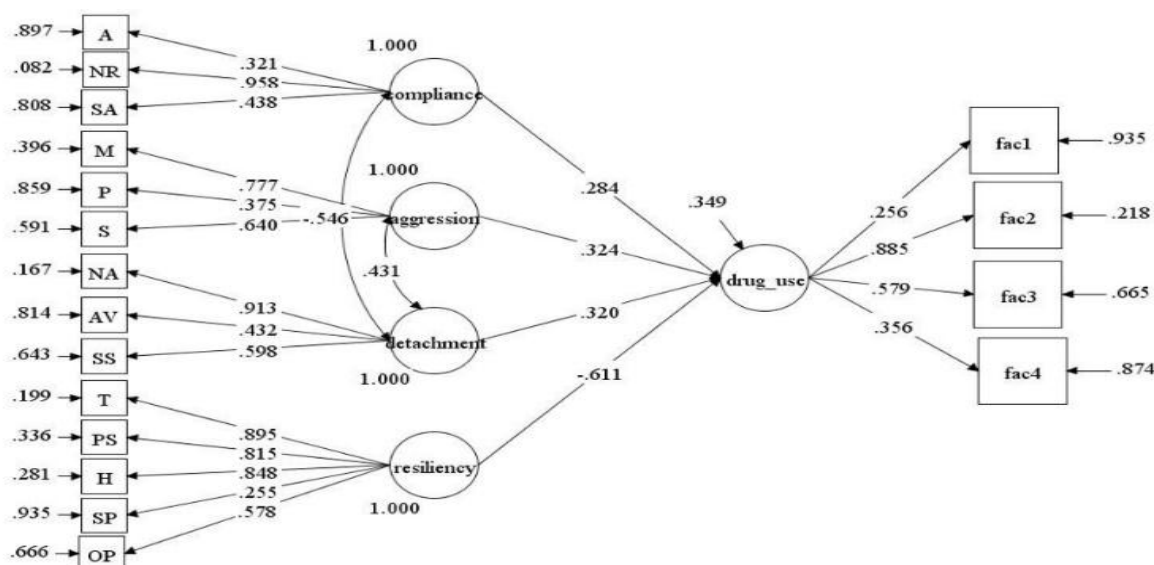 .897 A
.082 NR
.808 SA
.396 M
.859 P
.591 S
.167 NA
.814 AV
.643 SS
.199 T
.336 PS
.281 H
.935 SP
.666 OP
.321
.958
.438
.777
.375
.640
-.546
.431
.913
.432
.598
.895
.815
.848
.255
.578
1.000
compliance
1.000
aggression
detachment
1.000
resiliency
1.000
.284
.324
.320
-.611
.349
drug_use
.256
.885
.579
.356
fac1 .935
fac2 .218
fac3 .665
fac4 .874